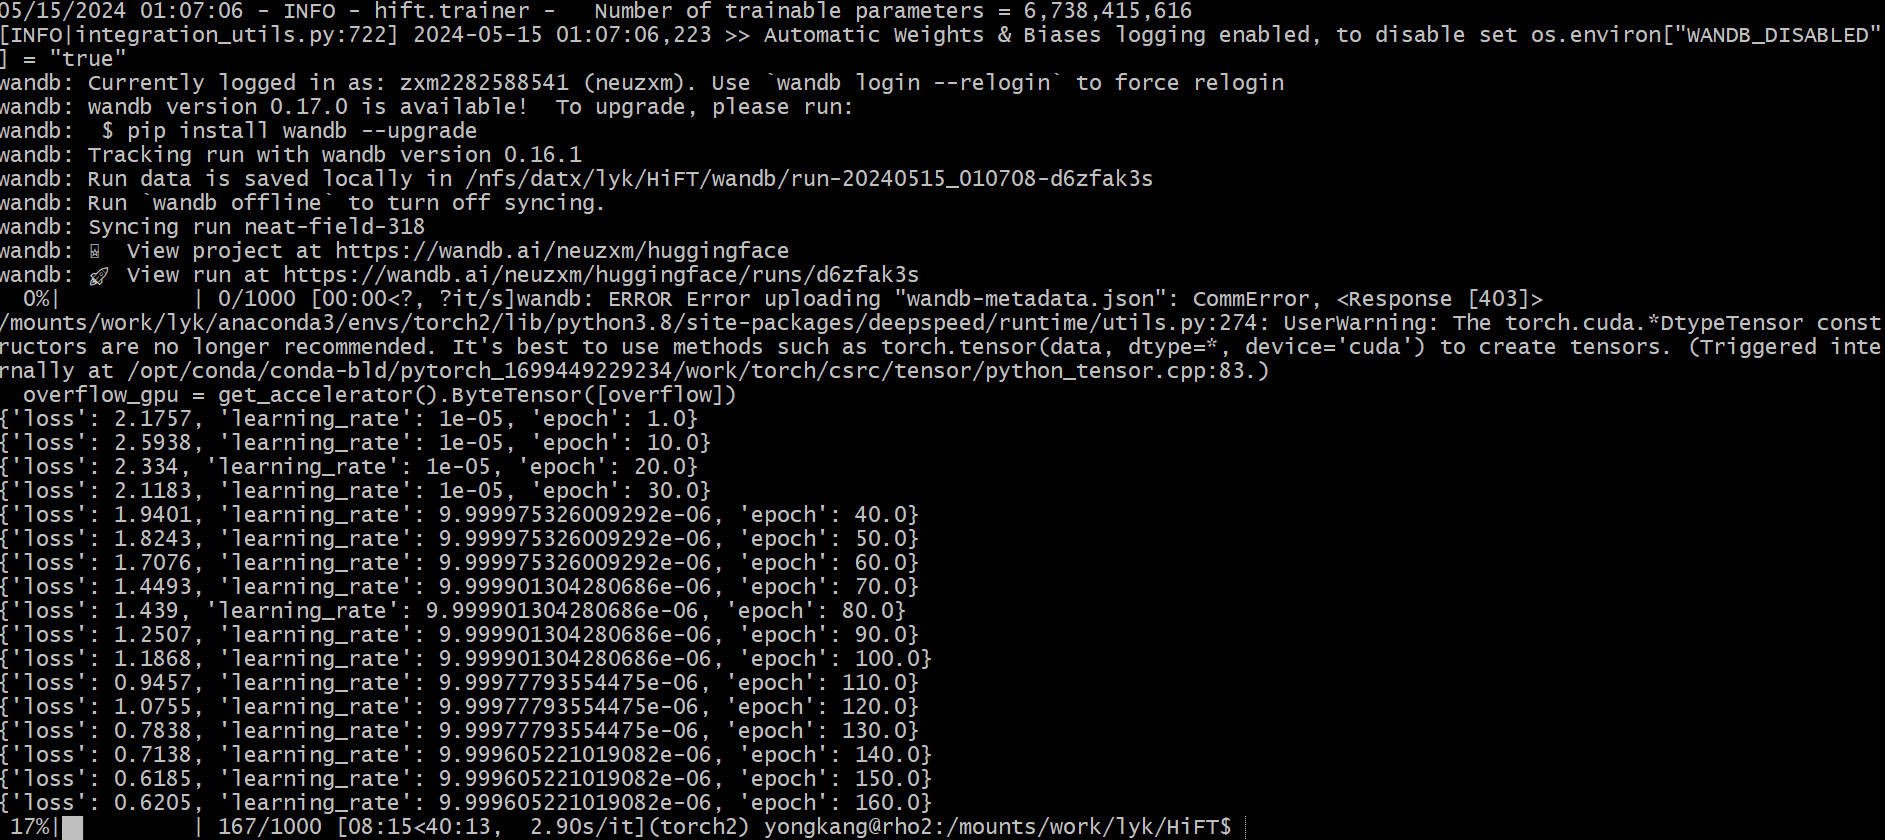 05/15/2024 01:07:06 - INFO - hift.trainer -   Number of trainable parameters = 6,738,415,616
[INFO|integration_utils.py:722] 2024-05-15 01:07:06,223 >> Automatic Weights & Biases logging enabled, to disable set os.environ["WANDB_DISABLED"
] = "true"
wandb: Currently logged in as: zxm2282588541 (neuzxm). Use `wandb login --relogin` to force relogin
wandb: wandb version 0.17.0 is available!  To upgrade, please run:
wandb:  $ pip install wandb --upgrade
wandb: Tracking run with wandb version 0.16.1
wandb: Run data is saved locally in /nfs/datx/lyk/HiFT/wandb/run-20240515_010708-d6zfak3s
wandb: Run `wandb offline` to turn off syncing.
wandb: Syncing run neat-field-318
wandb:    View project at https://wandb.ai/neuzxm/huggingface
wandb: 🚀 View run at https://wandb.ai/neuzxm/huggingface/runs/d6zfak3s
  0%|          | 0/1000 [00:00<?, ?it/s]wandb: ERROR Error uploading "wandb-metadata.json": CommError, <Response [403]>
/mounts/work/lyk/anaconda3/envs/torch2/lib/python3.8/site-packages/deepspeed/runtime/utils.py:274: UserWarning: The torch.cuda.*DtypeTensor const
ructors are no longer recommended. It's best to use methods such as torch.tensor(data, dtype=*, device='cuda') to create tensors. (Triggered inte
rnally at /opt/conda/conda-bld/pytorch_1699449229234/work/torch/csrc/tensor/python_tensor.cpp:83.)
  overflow_gpu = get_accelerator().ByteTensor([overflow])
{'loss': 2.1757, 'learning_rate': 1e-05, 'epoch': 1.0}
{'loss': 2.5938, 'learning_rate': 1e-05, 'epoch': 10.0}
{'loss': 2.334, 'learning_rate': 1e-05, 'epoch': 20.0}
{'loss': 2.1183, 'learning_rate': 1e-05, 'epoch': 30.0}
{'loss': 1.9401, 'learning_rate': 9.999975326009292e-06, 'epoch': 40.0}
{'loss': 1.8243, 'learning_rate': 9.999975326009292e-06, 'epoch': 50.0}
{'loss': 1.7076, 'learning_rate': 9.999975326009292e-06, 'epoch': 60.0}
{'loss': 1.4493, 'learning_rate': 9.999901304280686e-06, 'epoch': 70.0}
{'loss': 1.439, 'learning_rate': 9.999901304280686e-06, 'epoch': 80.0}
{'loss': 1.2507, 'learning_rate': 9.999901304280686e-06, 'epoch': 90.0}
{'loss': 1.1868, 'learning_rate': 9.999901304280686e-06, 'epoch': 100.0}
{'loss': 0.9457, 'learning_rate': 9.99977793554475e-06, 'epoch': 110.0}
{'loss': 1.0755, 'learning_rate': 9.99977793554475e-06, 'epoch': 120.0}
{'loss': 0.7838, 'learning_rate': 9.99977793554475e-06, 'epoch': 130.0}
{'loss': 0.7138, 'learning_rate': 9.999605221019082e-06, 'epoch': 140.0}
{'loss': 0.6185, 'learning_rate': 9.999605221019082e-06, 'epoch': 150.0}
{'loss': 0.6205, 'learning_rate': 9.999605221019082e-06, 'epoch': 160.0}
 17%|█         | 167/1000 [08:15<40:13,  2.90s/it](torch2) yongkang@rho2:/mounts/work/lyk/HiFT$